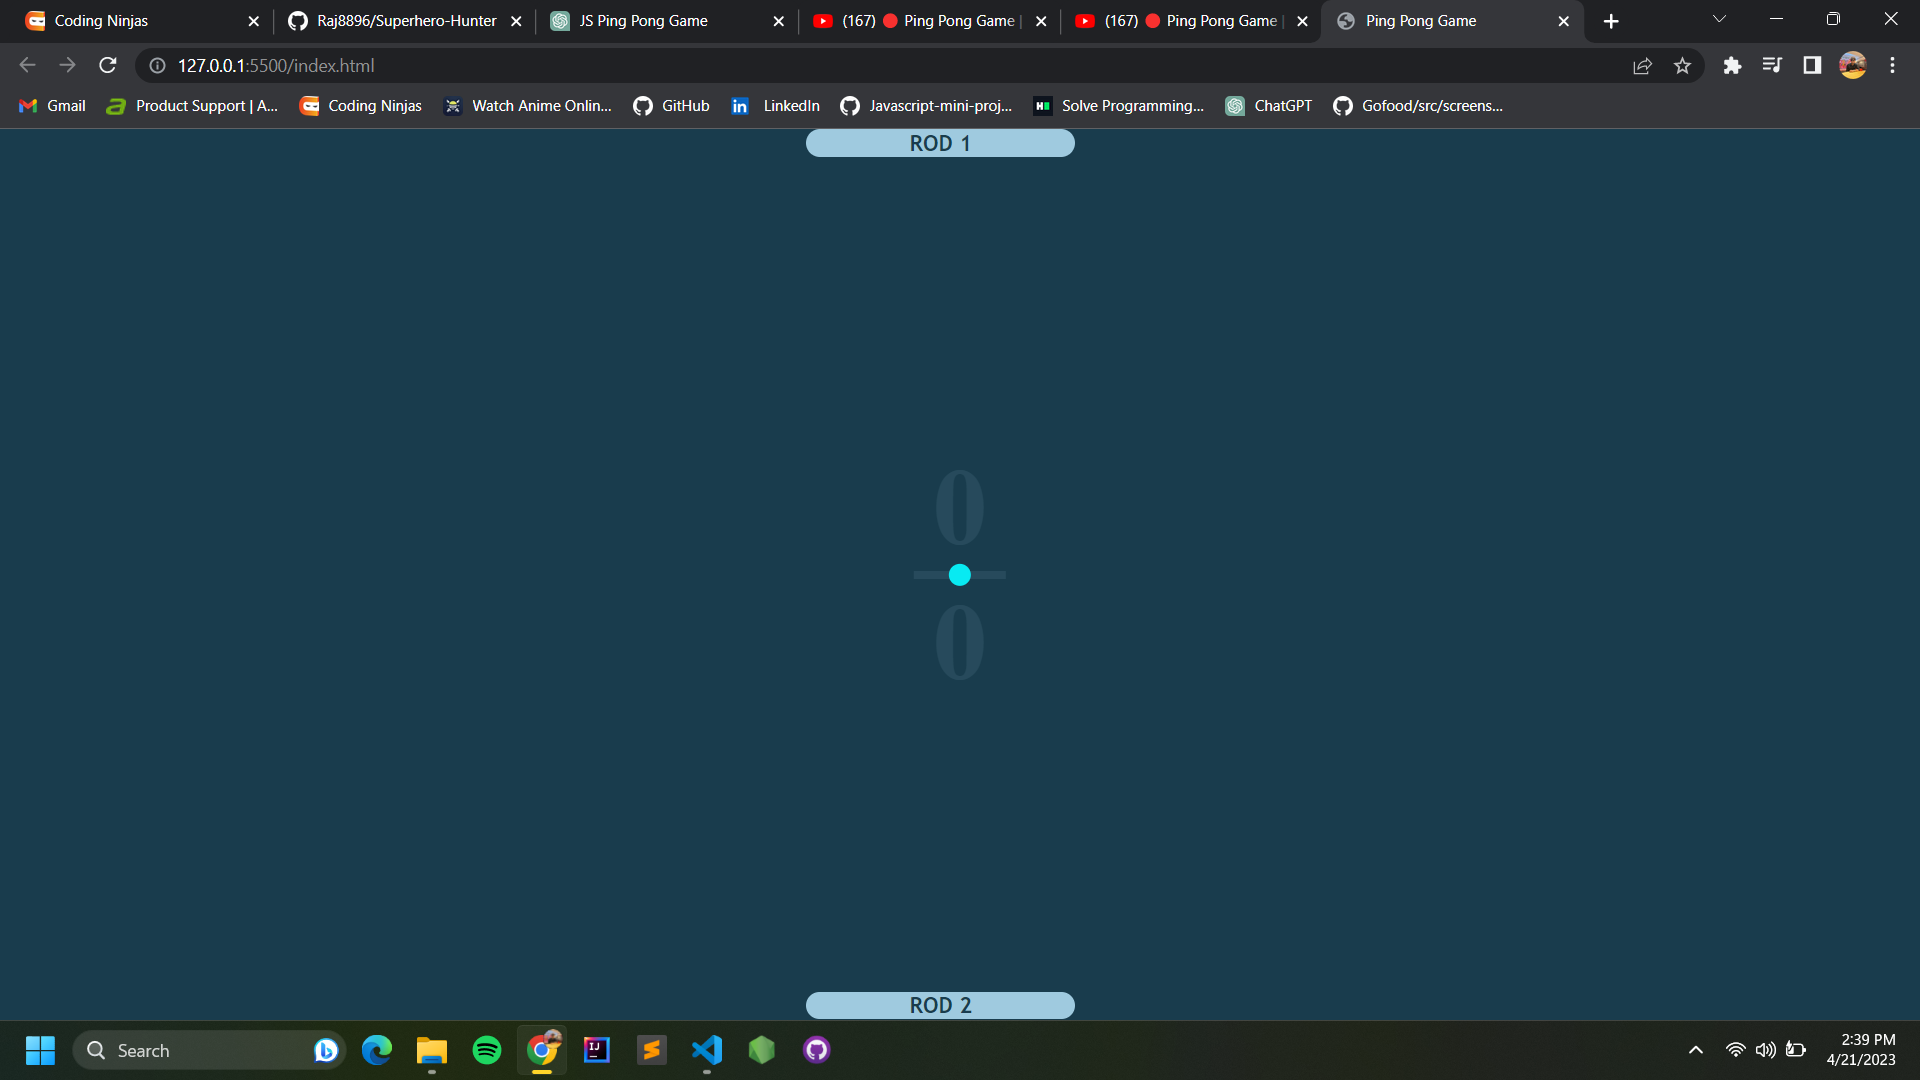 Coding Ninjas
Raj8896/Superhero-Hunter
JS Ping Pong Game
(167) 🔴 Ping Pong Game |
(167) 🔴 Ping Pong Game |
Ping Pong Game
127.0.0.1:5500/index.html
Gmail
Product Support | A...
Coding Ninjas
Watch Anime Onlin...
GitHub
in LinkedIn
Javascript-mini-proj...
H Solve Programming...
ChatGPT
Gofood/src/screens...
ROD 1
0
0
ROD 2
Search
b
IJ
2:39 PM
4/21/2023